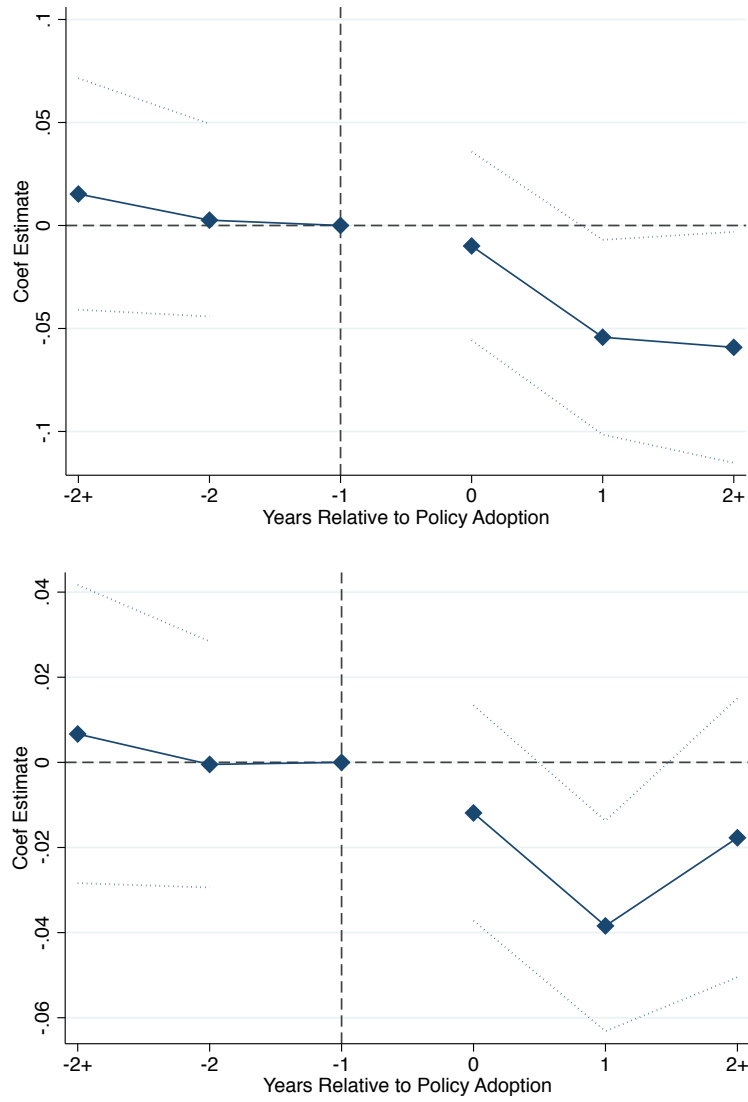 .1
.05
0
-.05
-.1
Coef Estimate
-2+ -2 -1 0 1 2+
Years Relative to Policy Adoption
.04
.02
0
-.02
-.04
-.06
Coef Estimate
-2+ -2 -1 0 1 2+
Years Relative to Policy Adoption